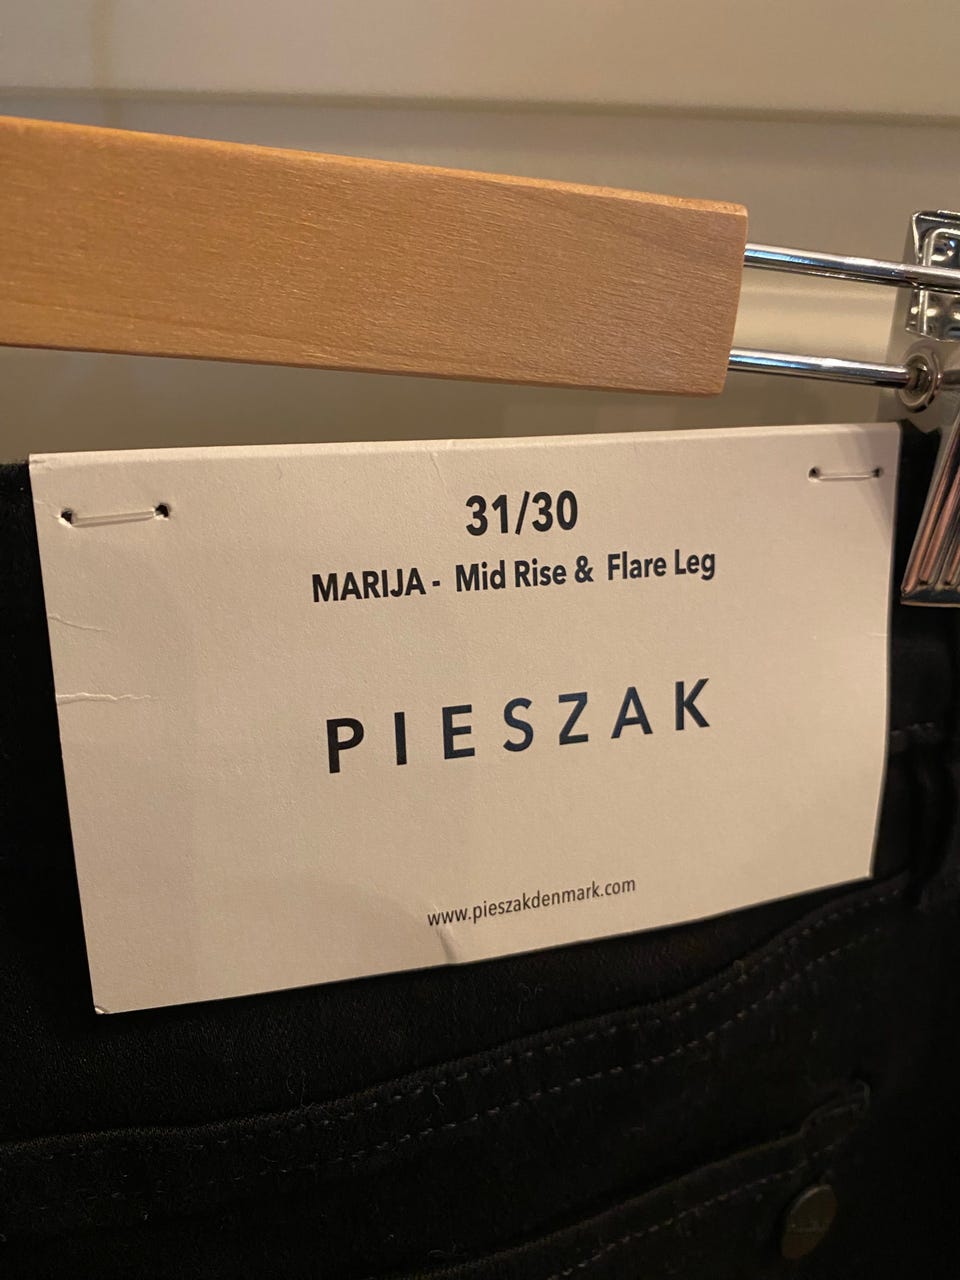 31/30
MARIJA - Mid Rise & Flare Leg
PIESZAK
www.pieszakdenmark.com